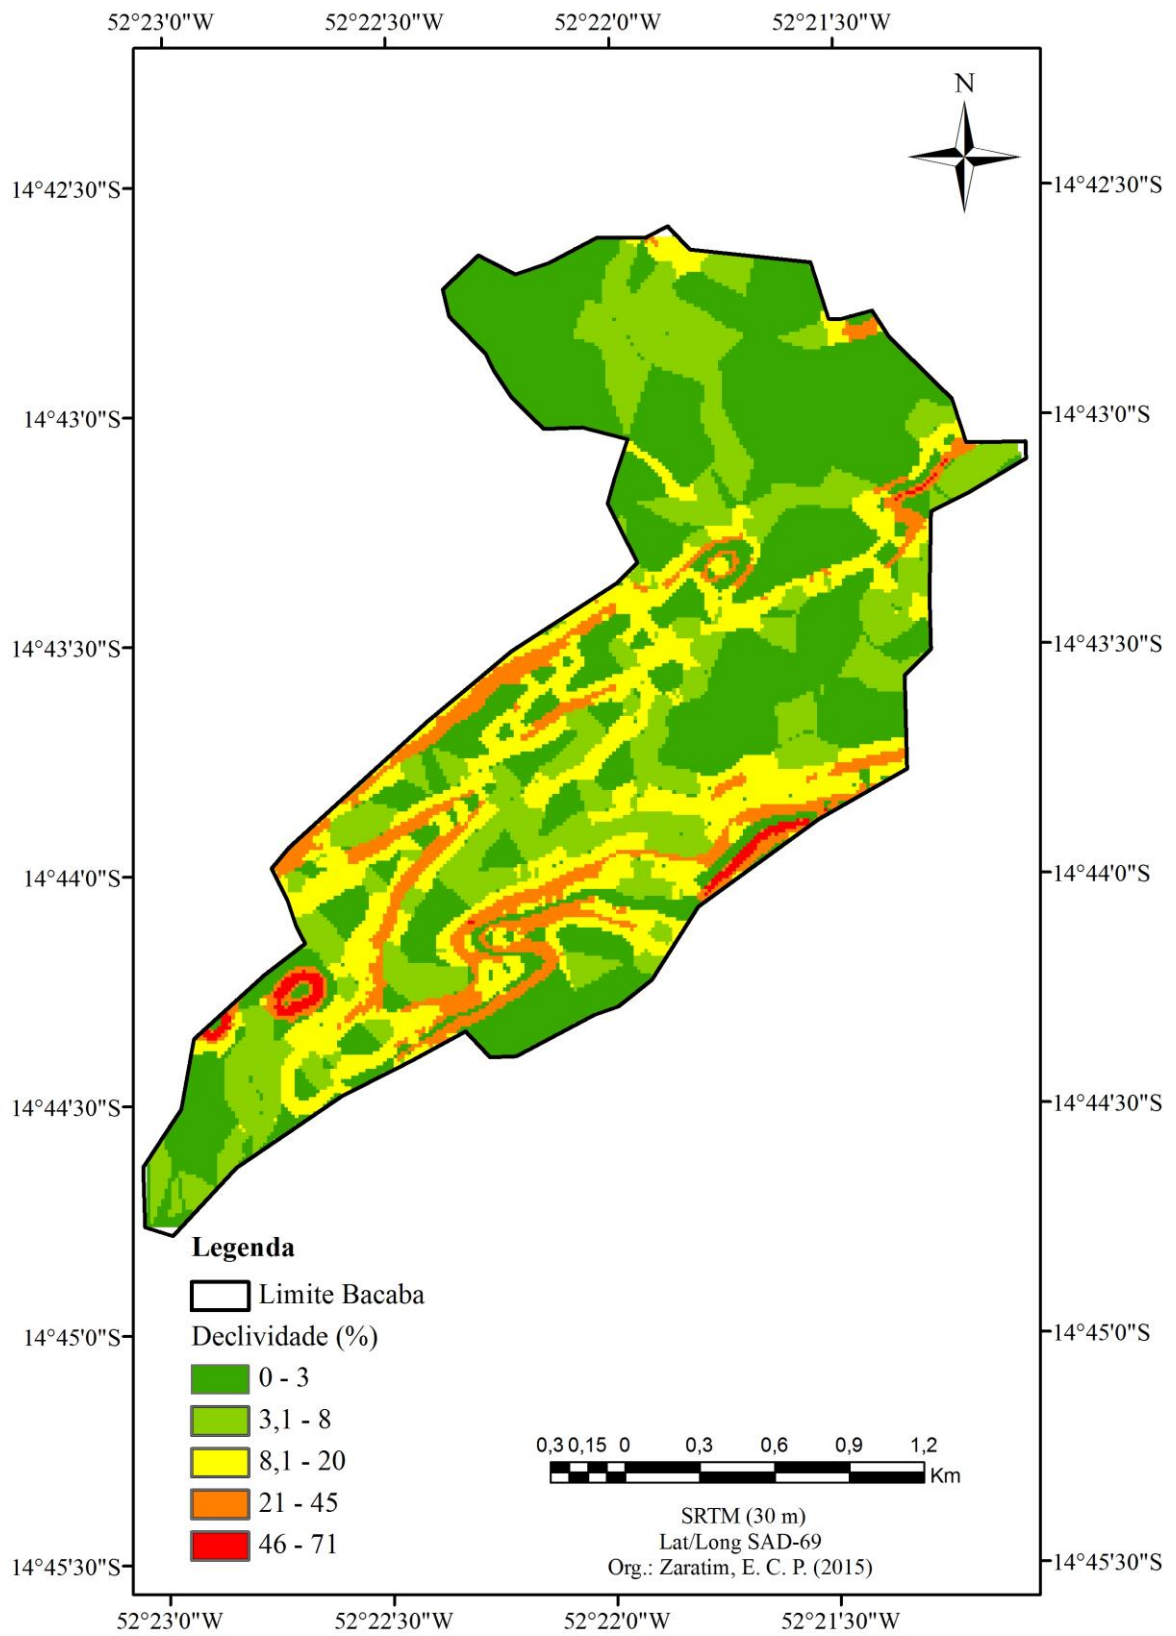 52°23'0"W 52°22'30"W 52°22'0"W 52°21'30"W
N
14°42'30"S 14°42'30"S
14°43'0"S 14°43'0"S
14°43'30"S 14°43'30"S
14°44'0"S 14°44'0"S
14°44'30"S 14°44'30"S
Legenda
Limite Bacaba
14°45'0"S 14°45'0"S
Declividade (%)
0 - 3
3,1 - 8
8,1 - 20
21 - 45
46 - 71
0,3 0,15 0 0,3 0,6 0,9 1,2
Km
SRTM (30 m)
Lat/Long SAD-69
Org.: Zaratim, E. C. P. (2015)
14°45'30"S 14°45'30"S
52°23'0"W 52°22'30"W 52°22'0"W 52°21'30"W